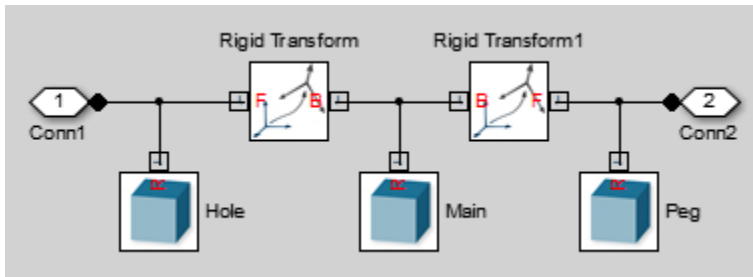 Rigid Transform
Rigid Transform1
1
F
B
B
F
2
Conn1
Conn2
R
Hole
R
Main
R
Peg